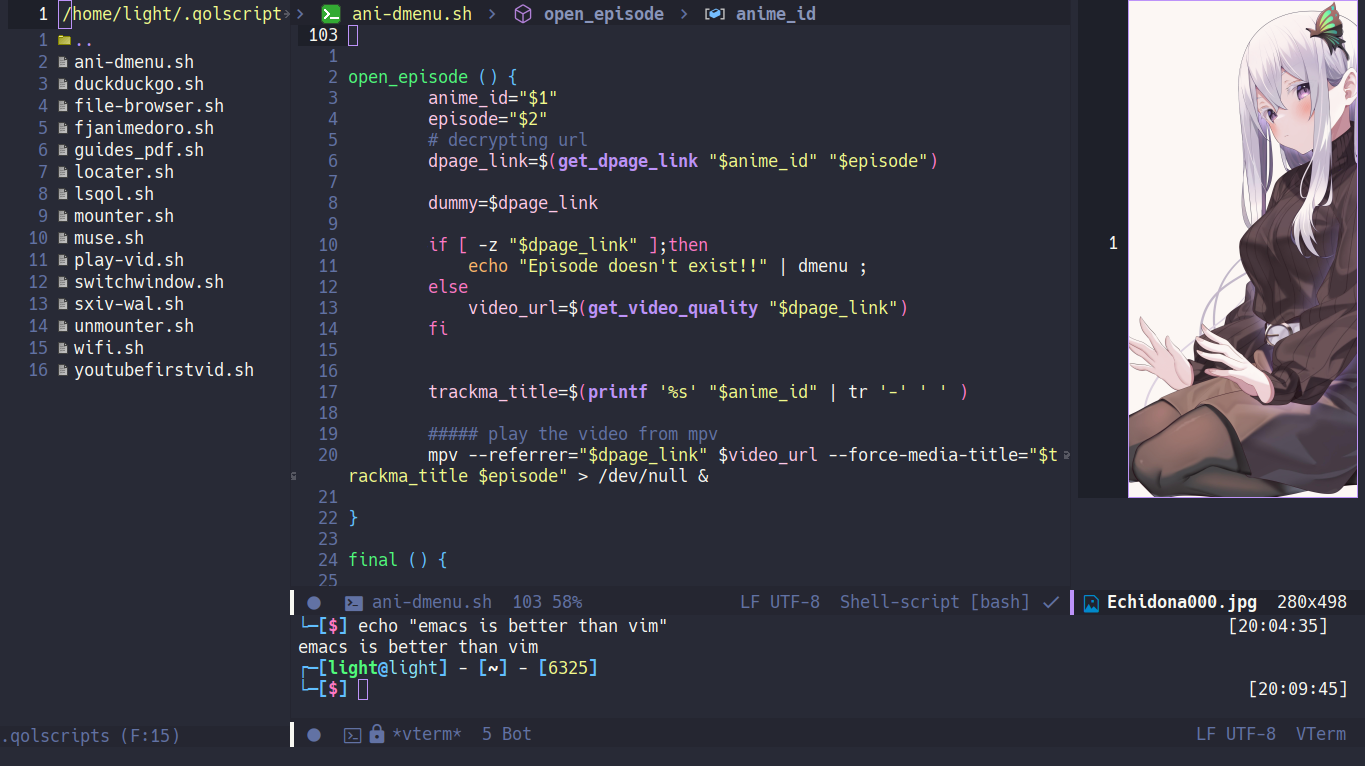 1 /home/light/.qolscript
1 ..
2 ani-dmenu.sh
3 duckduckgo.sh
4 file-browser.sh
5 fjanimedoro.sh
6 guides_pdf.sh
7 locater.sh
8 lsqol.sh
9 mounter.sh
10 muse.sh
11 play-vid.sh
12 switchwindow.sh
13 sxiv-wal.sh
14 unmounter.sh
15 wifi.sh
16 youtubefirstvid.sh
.qolscripts (F:15)
> ani-dmenu.sh > open_episode > anime_id
103
1
2 open_episode () {
3 anime_id="$1"
4 episode="$2"
5 # decrypting url
6 dpage_link=$(get_dpage_link "$anime_id" "$episode")
7
8 dummy=$dpage_link
9
10 if [ -z "$dpage_link" ];then
11 echo "Episode doesn't exist!!" | dmenu ;
12 else
13 video_url=$(get_video_quality "$dpage_link")
14 fi
15
16
17 trackma_title=$(printf '%s' "$anime_id" | tr '-' ' ' )
18
19 ##### play the video from mpv
20 mpv --referrer="$dpage_link" $video_url --force-media-title="$t
rackma_title $episode" > /dev/null &
21
22 }
23
24 final () {
25
ani-dmenu.sh 103 58% LF UTF-8 Shell-script [bash]
1
Echidona000.jpg 280x498
└─[$] echo "emacs is better than vim" [20:04:35]
emacs is better than vim
┌─[light@light] - [~] - [6325]
└─[$] [20:09:45]
*vterm* 5 Bot LF UTF-8 VTerm